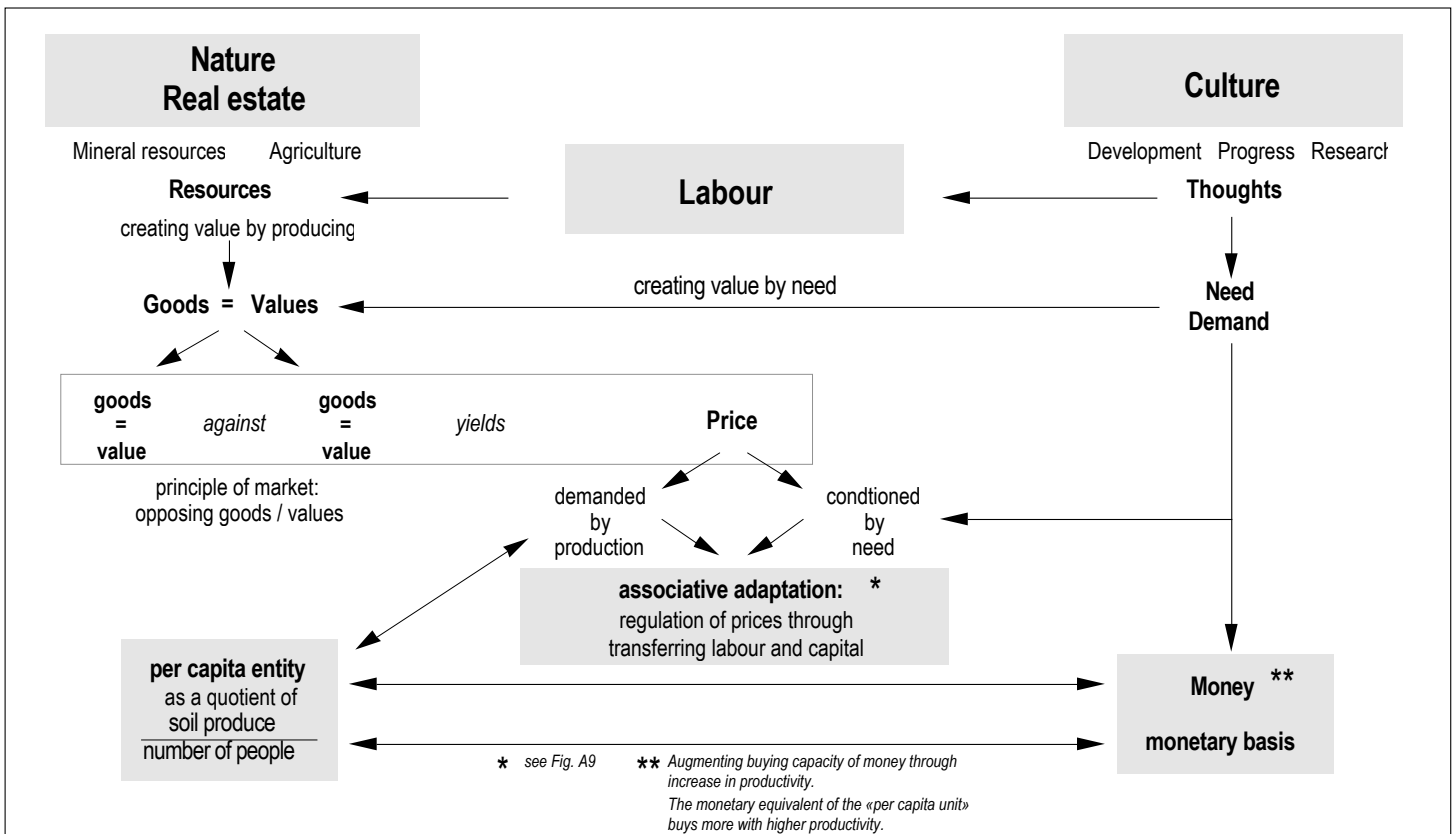 Nature
Real estate
Culture
Mineral resources Agriculture
Development Progress Research
Resources
Labour
Thoughts
creating value by producing
creating value by need
Goods = Values
Need
Demand
goods
=
value
against
goods
=
value
yields
Price
principle of market:
opposing goods / values
demanded
by
production
condtioned
by
need
associative adaptation: *
regulation of prices through
transferring labour and capital
per capita entity
as a quotient of
soil produce
number of people
Money **
monetary basis
* see Fig. A9
** Augmenting buying capacity of money through
increase in productivity.
The monetary equivalent of the «per capita unit»
buys more with higher productivity.